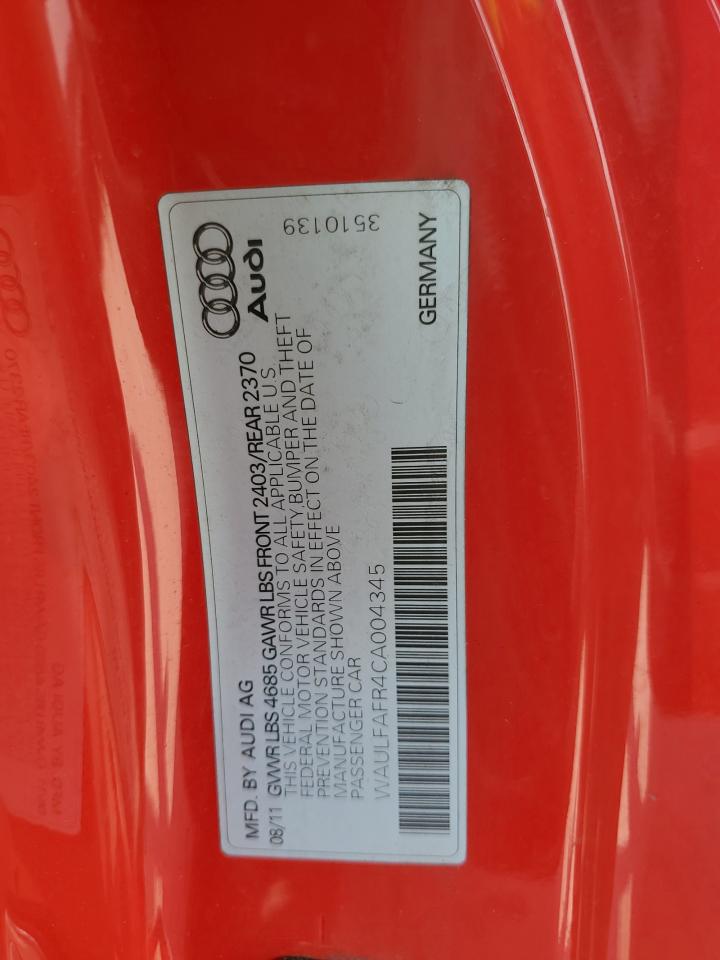 MFD. BY AUDI AG
08/11 GVWR LBS 4685 GAWR LBS FRONT 2403/REAR 2370
THIS VEHICLE CONFORMS TO ALL APPLICABLE U.S.
FEDERAL MOTOR VEHICLE SAFETY, BUMPER AND THEFT
PREVENTION STANDARDS IN EFFECT ON THE DATE OF
MANUFACTURE SHOWN ABOVE
PASSENGER CAR
WAULFAFR4CA004345
Audi
3510139
GERMANY